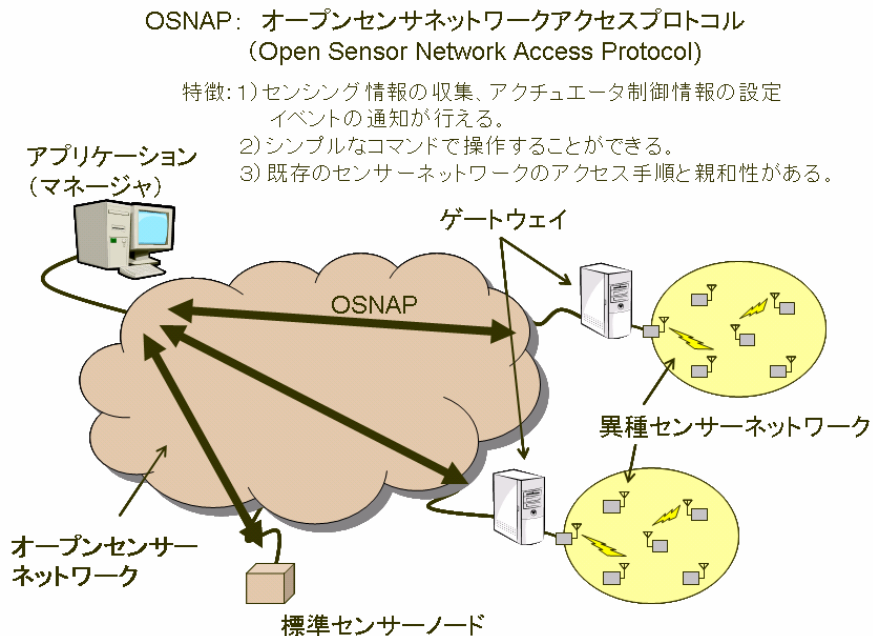 OSNAP： オープンセンサネットワークアクセスプロトコル
（Open Sensor Network Access Protocol)
特徴：１）センシング情報の収集、アクチュエータ制御情報の設定
イベントの通知が行える。
２）シンプルなコマンドで操作することができる。
３）既存のセンサーネットワークのアクセス手順と親和性がある。
アプリケーション
（マネージャ）
ゲートウェイ
OSNAP
異種センサーネットワーク
オープンセンサー
ネットワーク
標準センサーノード